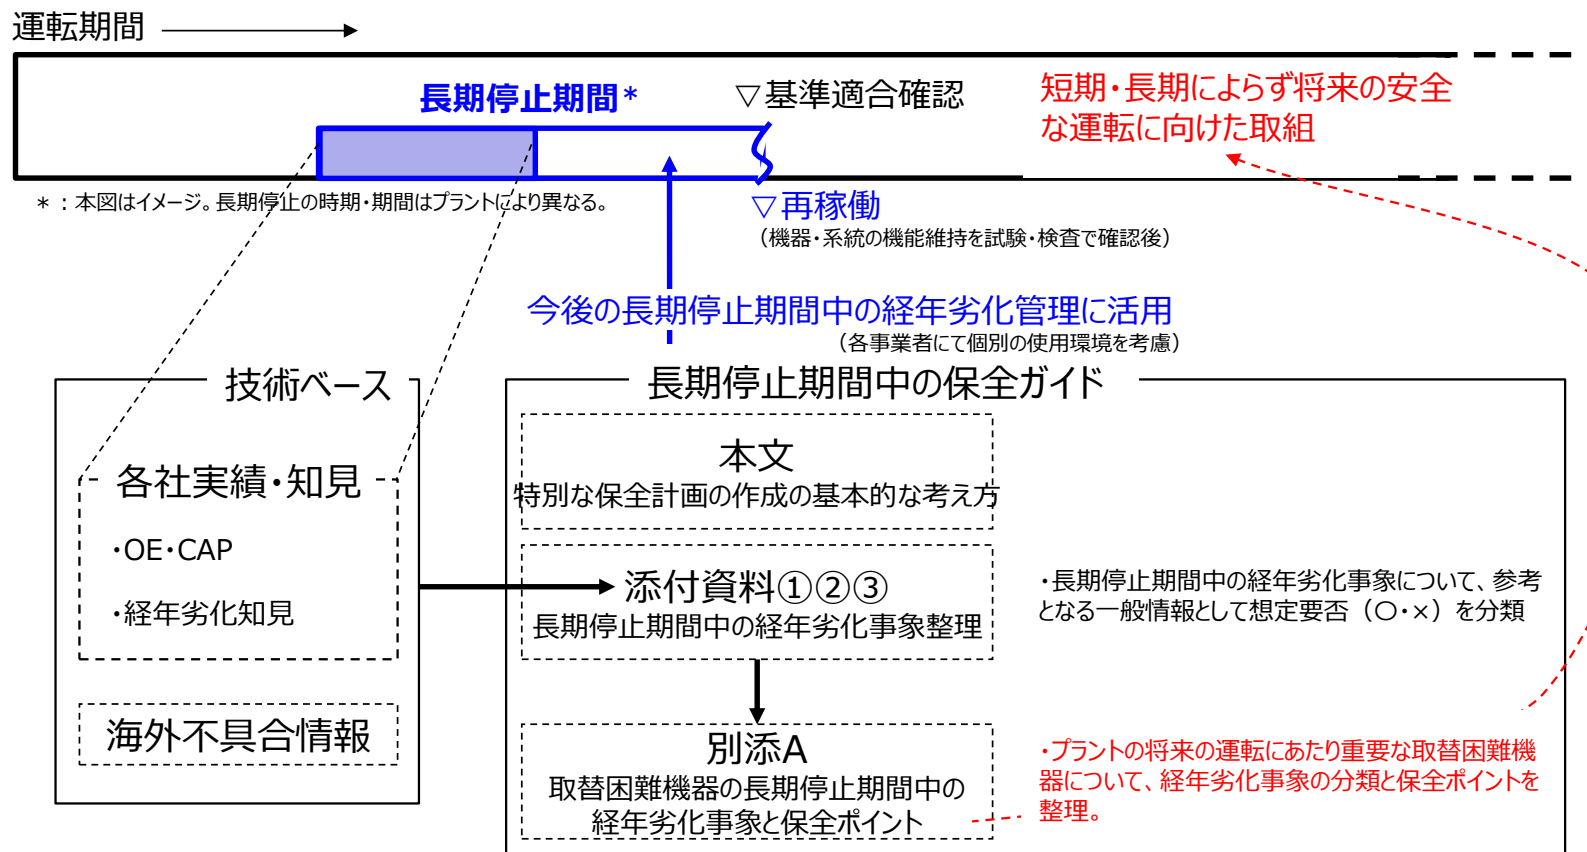 運転期間
長期停止期間*
▽基準適合確認
短期・長期によらず将来の安全
な運転に向けた取組
*：本図はイメージ。長期停止の時期・期間はプラントにより異なる。
▽再稼働
（機器・系統の機能維持を試験・検査で確認後）
今後の長期停止期間中の経年劣化管理に活用
（各事業者にて個別の使用環境を考慮）
技術ベース
各社実績・知見
・OE・CAP
・経年劣化知見
海外不具合情報
長期停止期間中の保全ガイド
本文
特別な保全計画の作成の基本的な考え方
添付資料①②③
長期停止期間中の経年劣化事象整理
・長期停止期間中の経年劣化事象について、参考
となる一般情報として想定要否（〇・×）を分類
別添A
取替困難機器の長期停止期間中の
経年劣化事象と保全ポイント
・プラントの将来の運転にあたり重要な取替困難機
器について、経年劣化事象の分類と保全ポイントを
整理。